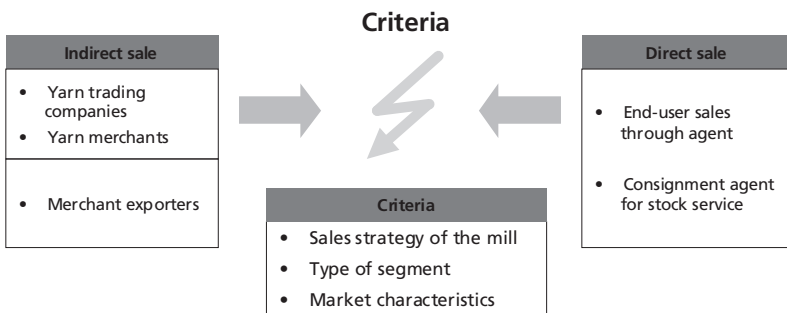 Criteria
Indirect sale
• Yarn trading
companies
• Yarn merchants
• Merchant exporters
Direct sale
• End-user sales
through agent
• Consignment agent
for stock service
Criteria
• Sales strategy of the mill
• Type of segment
• Market characteristics